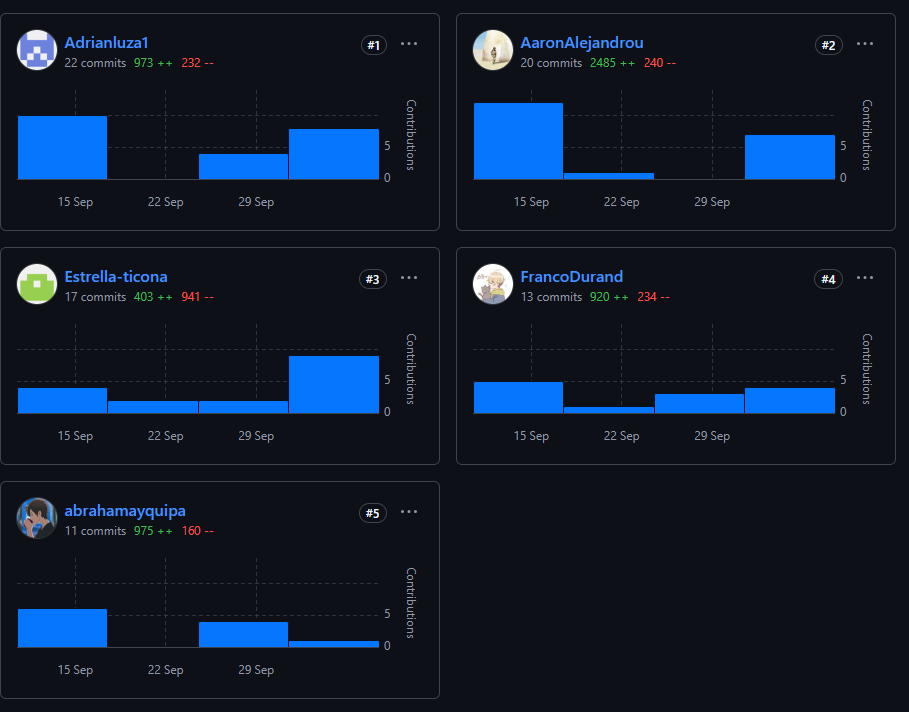 Adrianluza1
#1
22 commits 973 ++ 232 --
Contributions
5
0
15 Sep 22 Sep 29 Sep
AaronAlejandrou
#2
20 commits 2485 ++ 240 --
Contributions
5
0
15 Sep 22 Sep 29 Sep
Estrella-ticona
#3
17 commits 403 ++ 941 --
Contributions
5
0
15 Sep 22 Sep 29 Sep
FrancoDurand
#4
13 commits 920 ++ 234 --
Contributions
5
0
15 Sep 22 Sep 29 Sep
abrahamayquipa
#5
11 commits 975 ++ 160 --
Contributions
5
0
15 Sep 22 Sep 29 Sep